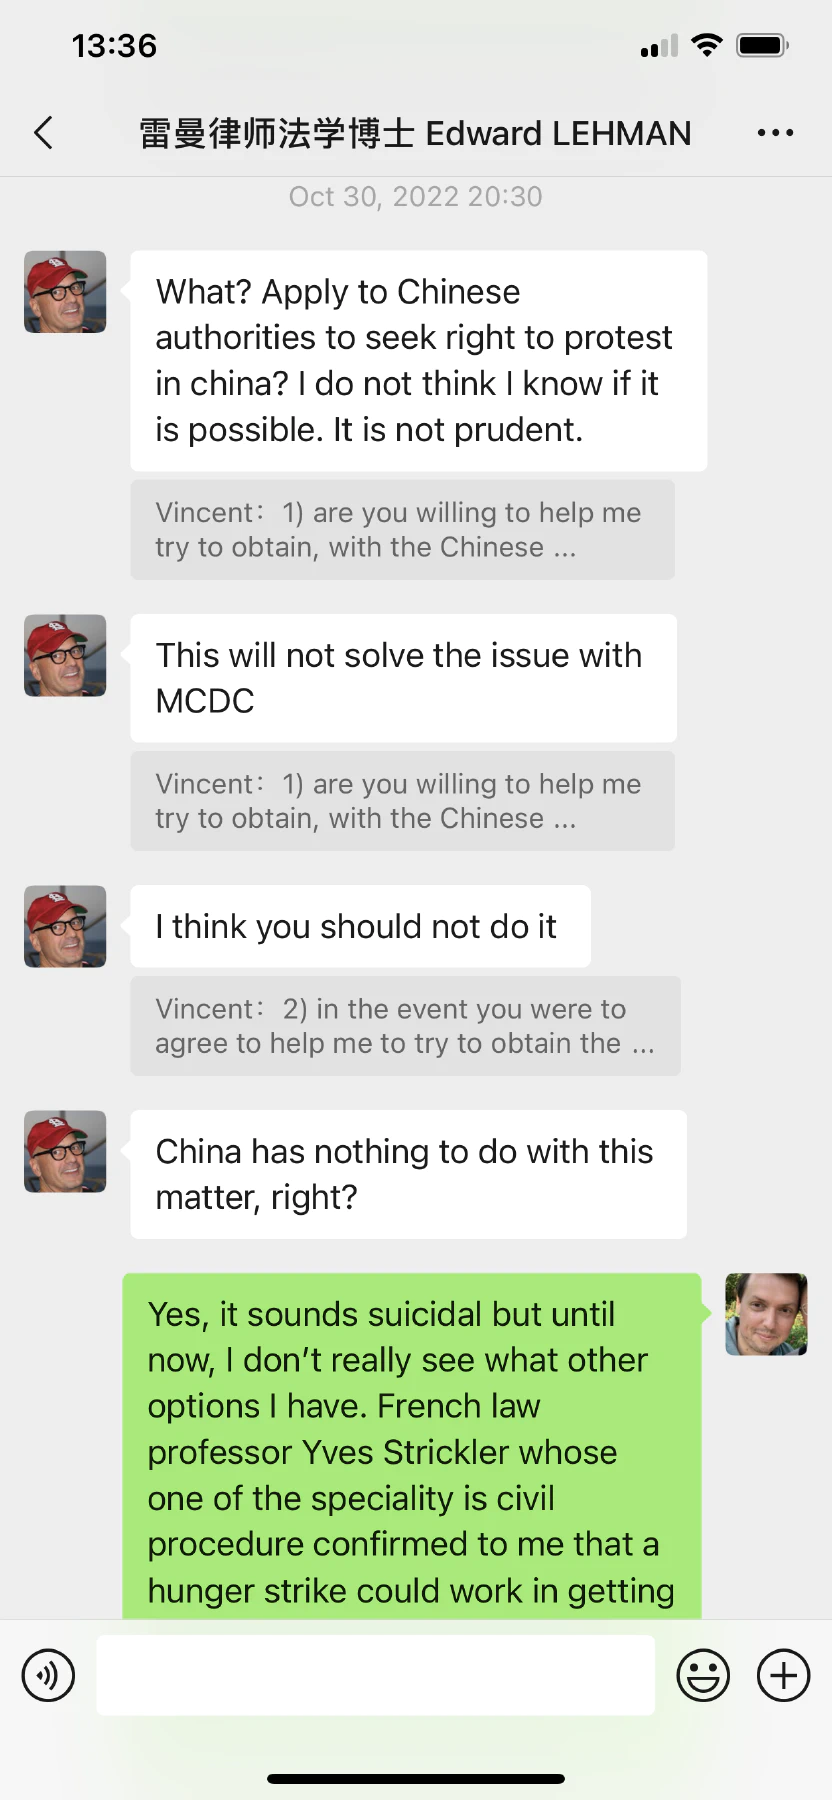 13:36
雷曼律师法学博士 Edward LEHMAN
Oct 30, 2022 20:30
What? Apply to Chinese
authorities to seek right to protest
in china? I do not think I know if it
is possible. It is not prudent.
Vincent： 1) are you willing to help me
try to obtain, with the Chinese ...
This will not solve the issue with
MCDC
Vincent： 1) are you willing to help me
try to obtain, with the Chinese ...
I think you should not do it
Vincent： 2) in the event you were to
agree to help me to try to obtain the ...
China has nothing to do with this
matter, right?
Yes, it sounds suicidal but until
now, I don’t really see what other
options I have. French law
professor Yves Strickler whose
one of the speciality is civil
procedure confirmed to me that a
hunger strike could work in getting